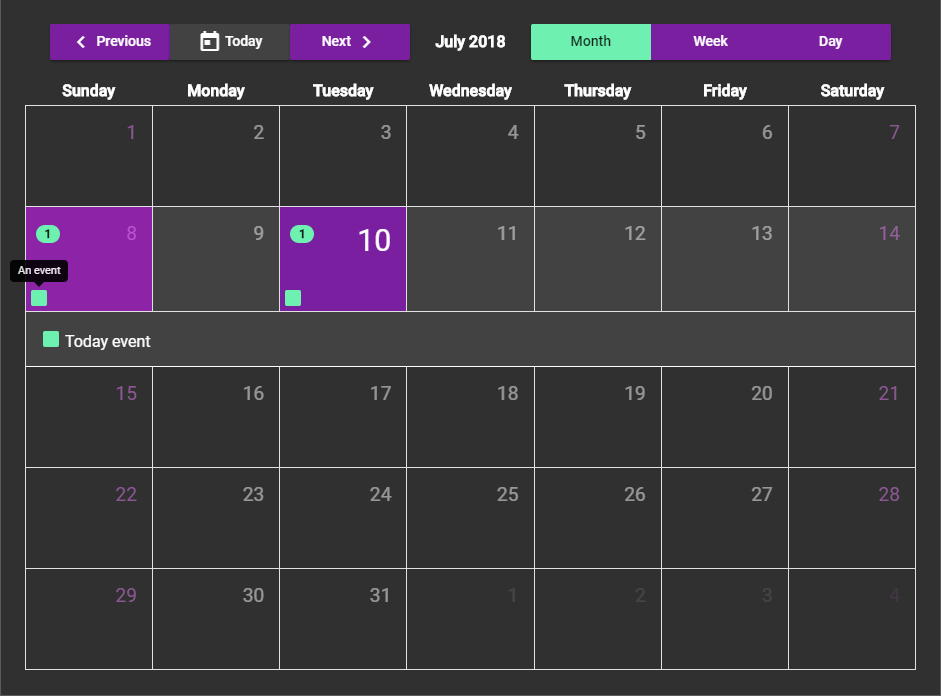 Previous Today Next July 2018 Month Week Day
Sunday Monday Tuesday Wednesday Thursday Friday Saturday
1 2 3 4 5 6 7
1 8 9 1 10 11 12 13 14
An event
Today event
15 16 17 18 19 20 21
22 23 24 25 26 27 28
29 30 31 1 2 3 4